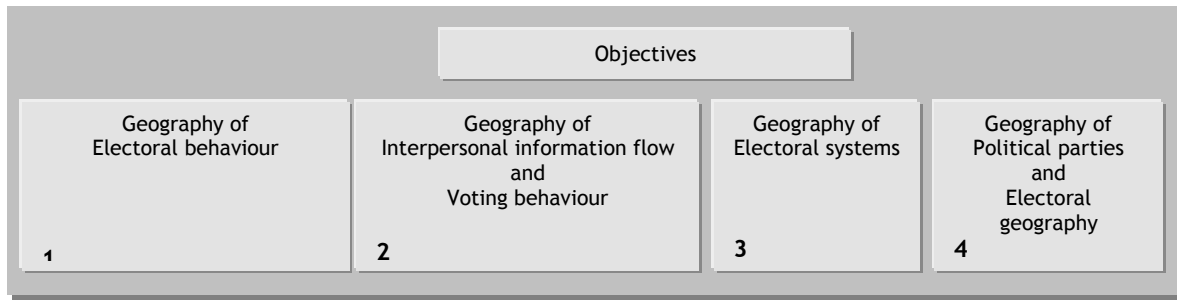 Objectives
Geography of
Electoral behaviour
1
Geography of
Interpersonal information flow
and
Voting behaviour
2
Geography of
Electoral systems
3
Geography of
Political parties
and
Electoral
geography
4